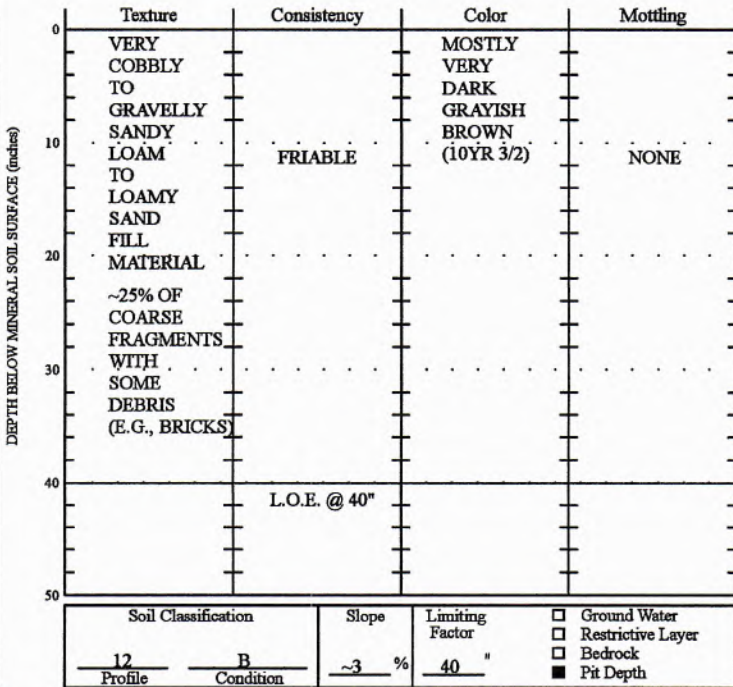 Texture Consistency Color Mottling
DEPTH BELOW MINERAL SOIL SURFACE (inches)
0
10
20
30
40
50
VERY
COBBLY
TO
GRAVELLY
SANDY
LOAM
TO
LOAMY
SAND
FILL
MATERIAL
~25% OF
COARSE
FRAGMENTS
WITH
SOME
DEBRIS
(E.G., BRICKS)
FRIABLE
L.O.E. @ 40"
MOSTLY
VERY
DARK
GRAYISH
BROWN
(10YR 3/2)
NONE
Soil Classification
12 B
Profile Condition
Slope
~3 %
Limiting
Factor
40 "
Ground Water
Restrictive Layer
Bedrock
Pit Depth